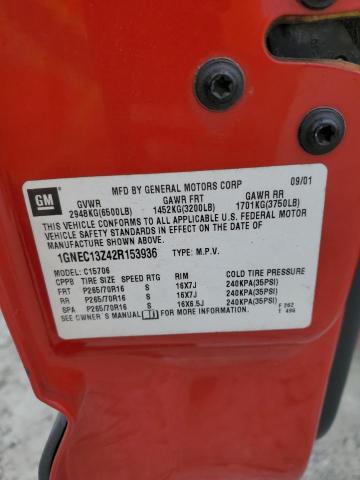 GM
MFD BY GENERAL MOTORS CORP 09/01
GVWR GAWR FRT GAWR RR
2948KG(6500LB) 1452KG(3200LB) 1701KG(3750LB)
THIS VEHICLE CONFORMS TO ALL APPLICABLE U.S. FEDERAL MOTOR
VEHICLE SAFETY STANDARDS IN EFFECT ON THE DATE OF
MANUFACTURE SHOWN ABOVE.
1GNEC13Z42R153936 TYPE: M.P.V.
MODEL: C15706
CPPB TIRE SIZE SPEED RTG RIM COLD TIRE PRESSURE
FRT P265/70R16 S 16X7J 240KPA(35PSI)
RR P265/70R16 S 16X7J 240KPA(35PSI)
SPA P265/70R16 S 16X6.5J 240KPA(35PSI)
SEE OWNER'S MANUAL FOR MORE INFORMATION.
F 262
T 496